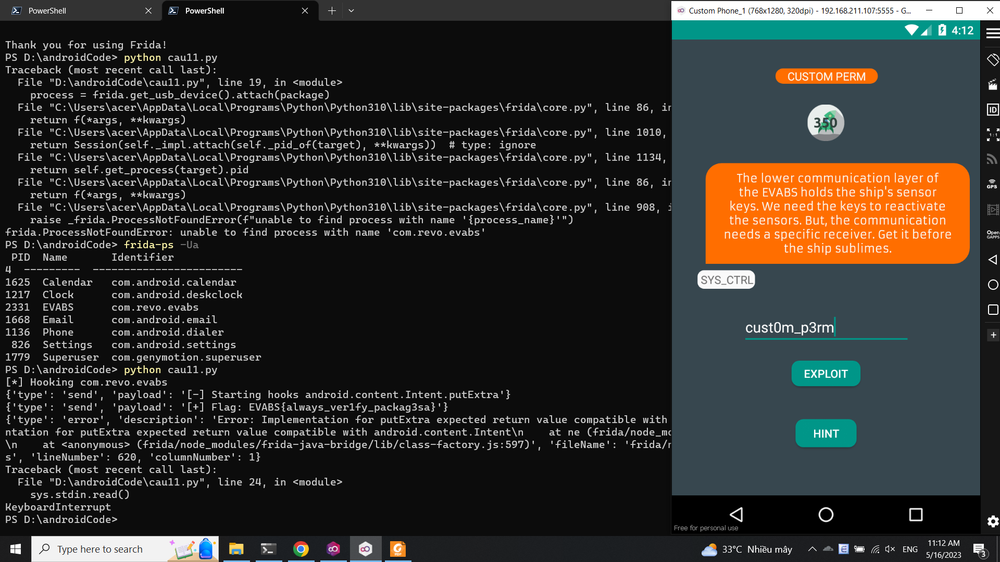 PowerShell
PowerShell
Custom Phone_1 (768x1280, 320dpi) - 192.168.211.107:5555 - G...
Thank you for using Frida!
PS D:\androidCode> python cau11.py
Traceback (most recent call last):
  File "D:\androidCode\cau11.py", line 19, in <module>
    process = frida.get_usb_device().attach(package)
  File "C:\Users\acer\AppData\Local\Programs\Python\Python310\lib\site-packages\frida\core.py", line 86, in
    return f(*args, **kwargs)
  File "C:\Users\acer\AppData\Local\Programs\Python\Python310\lib\site-packages\frida\core.py", line 1010,
    return Session(self._impl.attach(self._pid_of(target), **kwargs))  # type: ignore
  File "C:\Users\acer\AppData\Local\Programs\Python\Python310\lib\site-packages\frida\core.py", line 1134,
    return self.get_process(target).pid
  File "C:\Users\acer\AppData\Local\Programs\Python\Python310\lib\site-packages\frida\core.py", line 86, in
    return f(*args, **kwargs)
  File "C:\Users\acer\AppData\Local\Programs\Python\Python310\lib\site-packages\frida\core.py", line 908, i
    raise _frida.ProcessNotFoundError(f"unable to find process with name '{process_name}'")
frida.ProcessNotFoundError: unable to find process with name 'com.revo.evabs'
PS D:\androidCode> frida-ps -Ua
 PID  Name       Identifier
4  ---------  ------------------------
1625  Calendar   com.android.calendar
1217  Clock      com.android.deskclock
2331  EVABS      com.revo.evabs
1668  Email      com.android.email
1136  Phone      com.android.dialer
 826  Settings   com.android.settings
1779  Superuser  com.genymotion.superuser
PS D:\androidCode> python cau11.py
[*] Hooking com.revo.evabs
{'type': 'send', 'payload': '[-] Starting hooks android.content.Intent.putExtra'}
{'type': 'send', 'payload': '[+] Flag: EVABS{always_ver1fy_packag3sa}'}
{'type': 'error', 'description': 'Error: Implementation for putExtra expected return value compatible with
ntation for putExtra expected return value compatible with android.content.Intent\n    at ne (frida/node_mo
\n    at <anonymous> (frida/node_modules/frida-java-bridge/lib/class-factory.js:597)', 'fileName': 'frida/n
s', 'lineNumber': 620, 'columnNumber': 1}
Traceback (most recent call last):
  File "D:\androidCode\cau11.py", line 24, in <module>
    sys.stdin.read()
KeyboardInterrupt
PS D:\androidCode>
4:12
CUSTOM PERM
350
The lower communication layer of
the EVABS holds the ship's sensor
keys. We need the keys to reactivate
the sensors. But, the communication
needs a specific receiver. Get it before
the ship sublimes.
SYS_CTRL
cust0m_p3rm
EXPLOIT
HINT
Free for personal use
ID
1:1
GPS
Open
GAPPS
Type here to search
PDF
33°C Nhiều mây
ENG
11:12 AM
5/16/2023
3